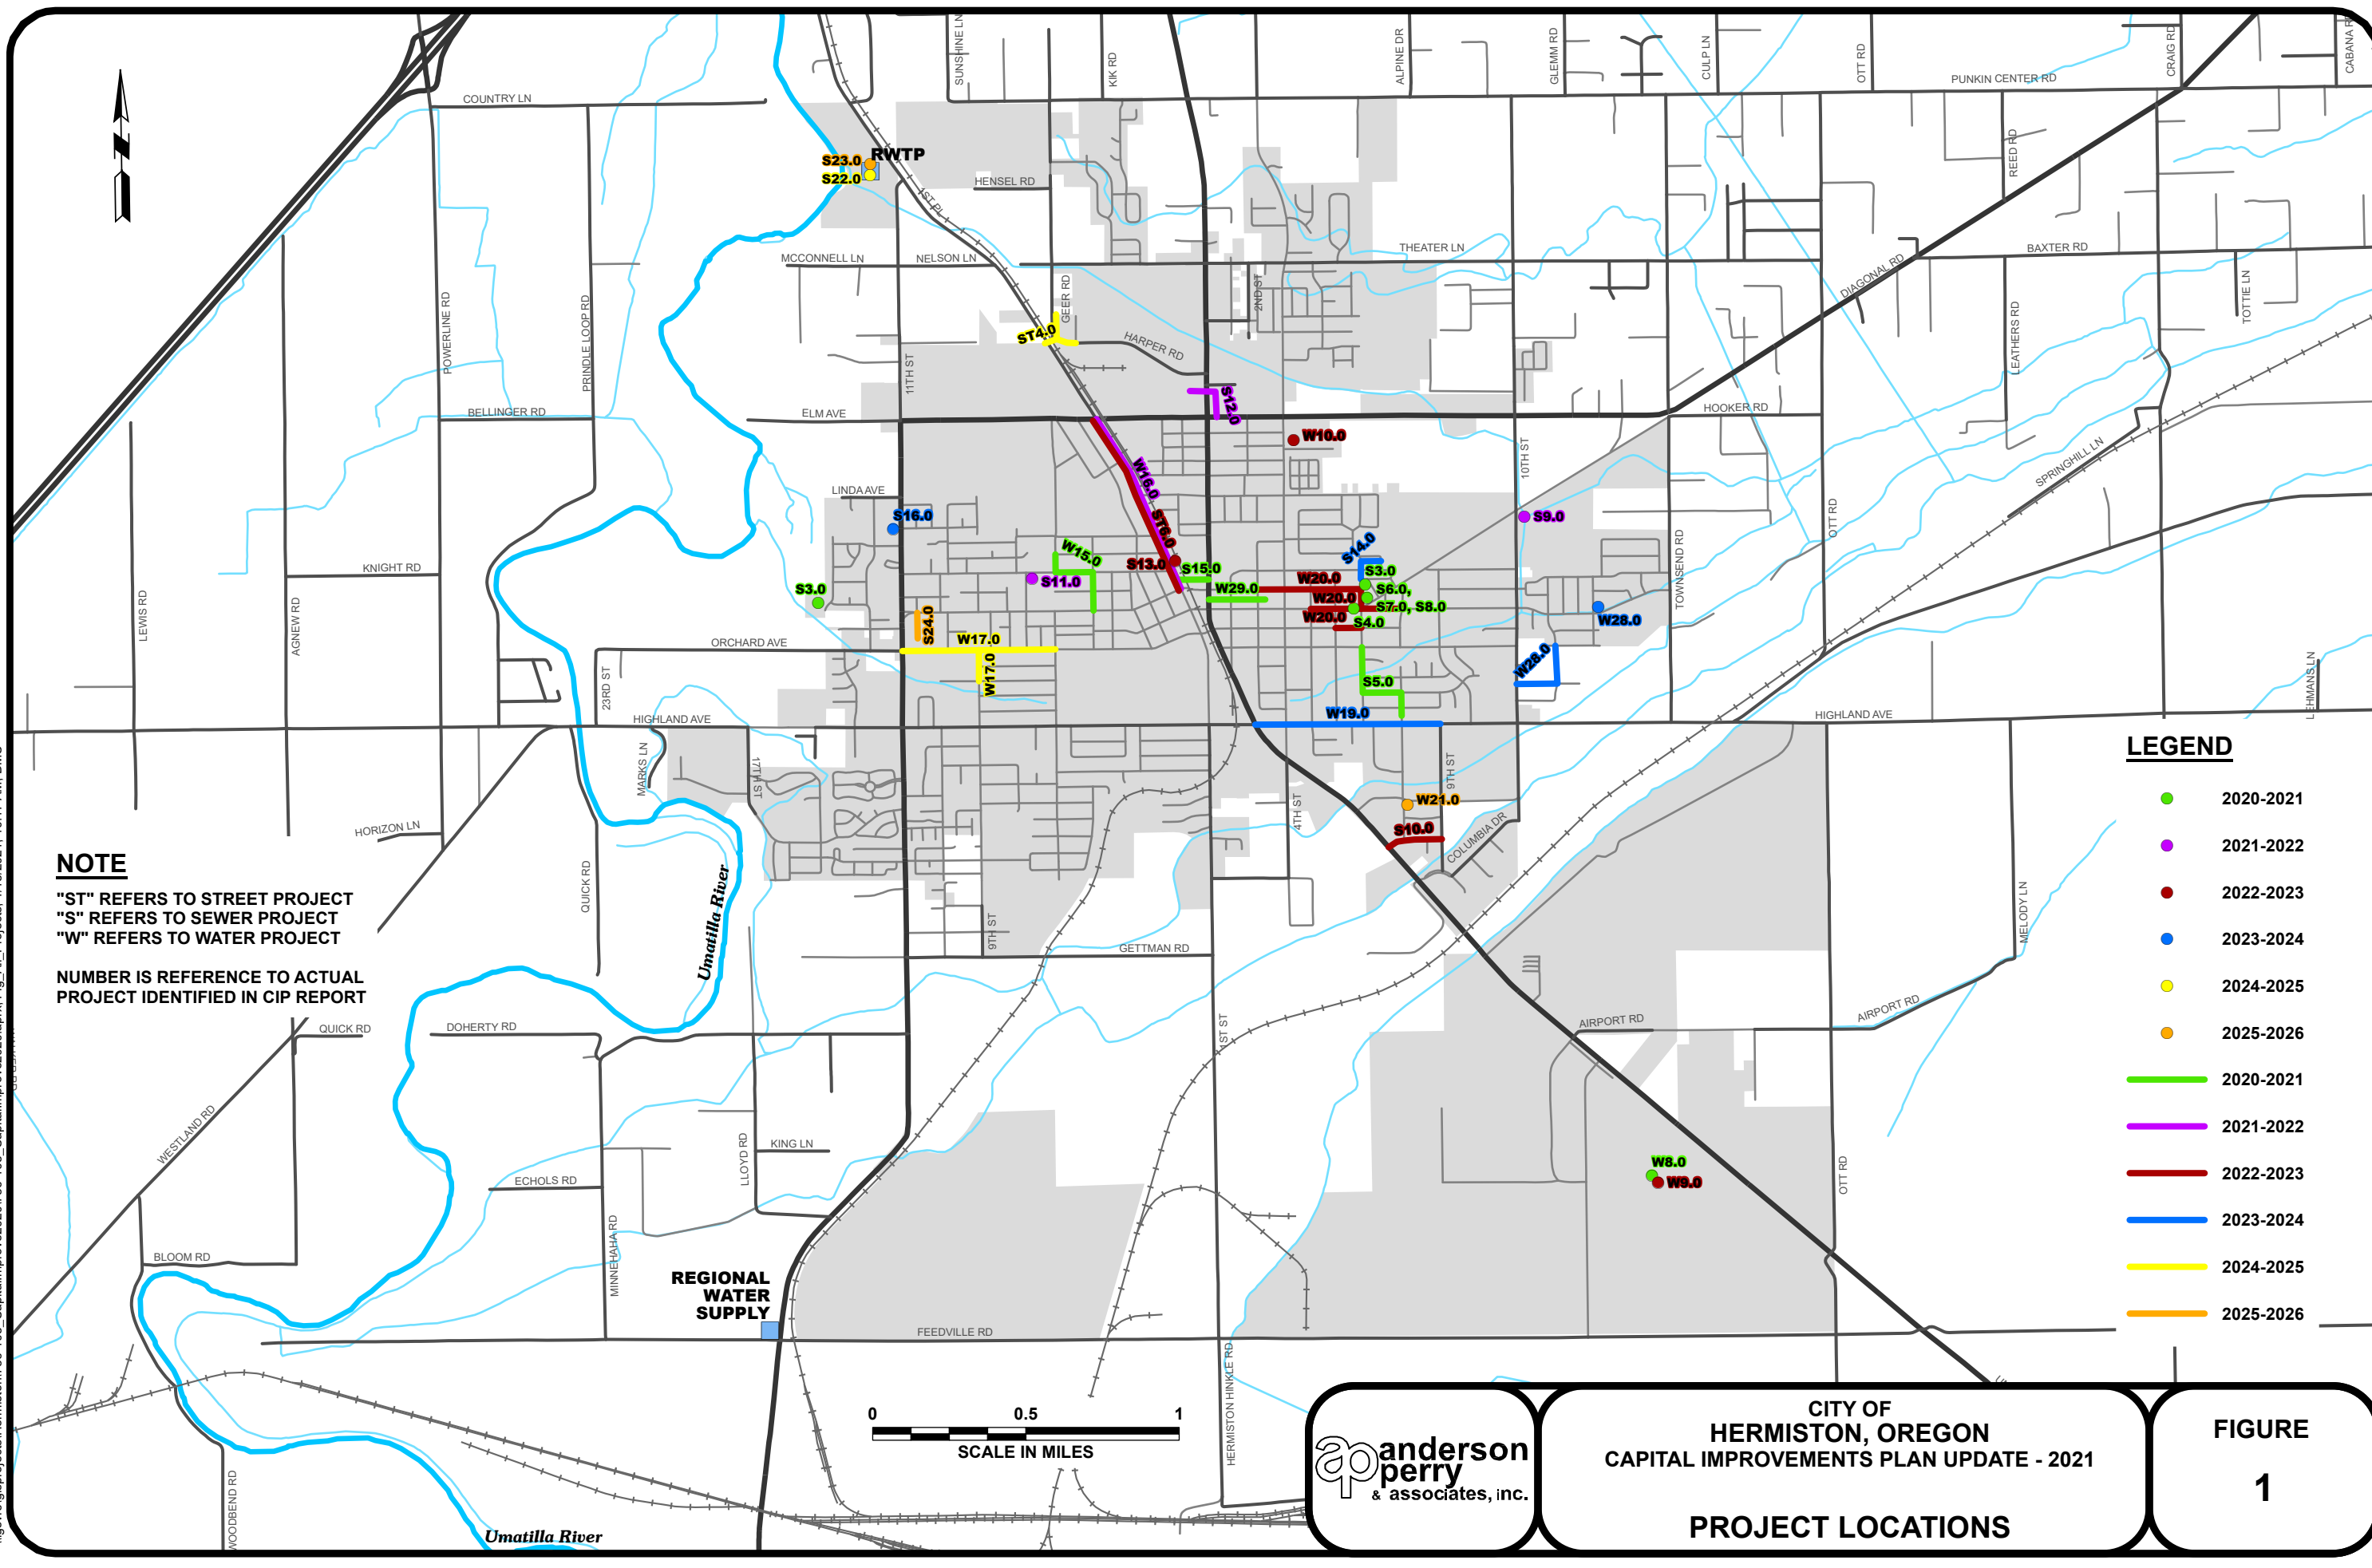 SUNSHINE LN
KIK RD
ALPINE DR
GLEMM RD
CULP LN
OTT RD
PUNKIN CENTER RD
CRAIG RD
CABANA R
COUNTRY LN
S23.0
RWTP
S22.0
HENSEL RD
1ST PL
REED RD
MCCONNELL LN
NELSON LN
THEATER LN
BAXTER RD
DIAGONAL RD
POWERLINE RD
PRINDLE LOOP RD
GEER RD
2ND ST
ST4.0
HARPER RD
11TH ST
LEATHERS RD
TOTTIE LN
BELLINGER RD
ELM AVE
S12.0
HOOKER RD
W10.0
10TH ST
SPRINGHILL LN
W16.0
LINDA AVE
S16.0
ST6.0
S9.0
OTT RD
S14.0
W15.0
S13.0
S15.0
S3.0
KNIGHT RD
S11.0
W20.0
S3.0
W29.0
S6.0,
W20.0
S7.0, S8.0
TOWNSEND RD
LEWIS RD
AGNEW RD
S24.0
W20.0
S4.0
W28.0
ORCHARD AVE
W17.0
W17.0
W28.0
23RD ST
S5.0
LEHMANS LN
HIGHLAND AVE
W19.0
HIGHLAND AVE
MARKS LN
17TH ST
9TH ST
4TH ST
W21.0
S10.0
COLUMBIA DR
HORIZON LN
QUICK RD
Umatilla River
9TH ST
GETTMAN RD
MELODY LN
NOTE
"ST" REFERS TO STREET PROJECT
"S" REFERS TO SEWER PROJECT
"W" REFERS TO WATER PROJECT
NUMBER IS REFERENCE TO ACTUAL
PROJECT IDENTIFIED IN CIP REPORT
LEGEND
2020-2021
2021-2022
2022-2023
2023-2024
2024-2025
2025-2026
2020-2021
2021-2022
2022-2023
2023-2024
2024-2025
2025-2026
QUICK RD
DOHERTY RD
1ST ST
AIRPORT RD
AIRPORT RD
WESTLAND RD
LLOYD RD
KING LN
ECHOLS RD
W8.0
W9.0
OTT RD
MINNEHAHA RD
BLOOM RD
REGIONAL
WATER
SUPPLY
FEEDVILLE RD
HERMISTON HINKLE RD
0 0.5 1
SCALE IN MILES
WOODBEND RD
Umatilla River
ap anderson
perry
& associates, inc.
CITY OF
HERMISTON, OREGON
CAPITAL IMPROVEMENTS PLAN UPDATE - 2021
PROJECT LOCATIONS
FIGURE
1